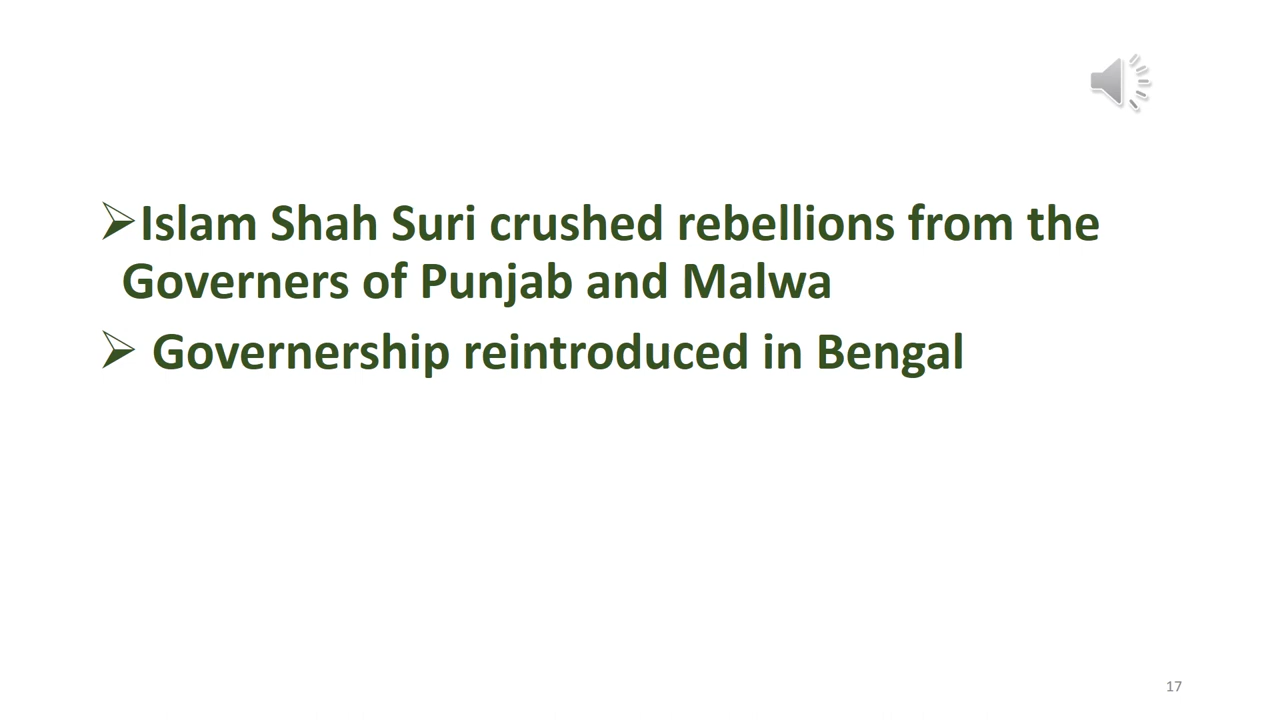 ➢Islam Shah Suri crushed rebellions from the
Governers of Punjab and Malwa
➢ Governership reintroduced in Bengal
17